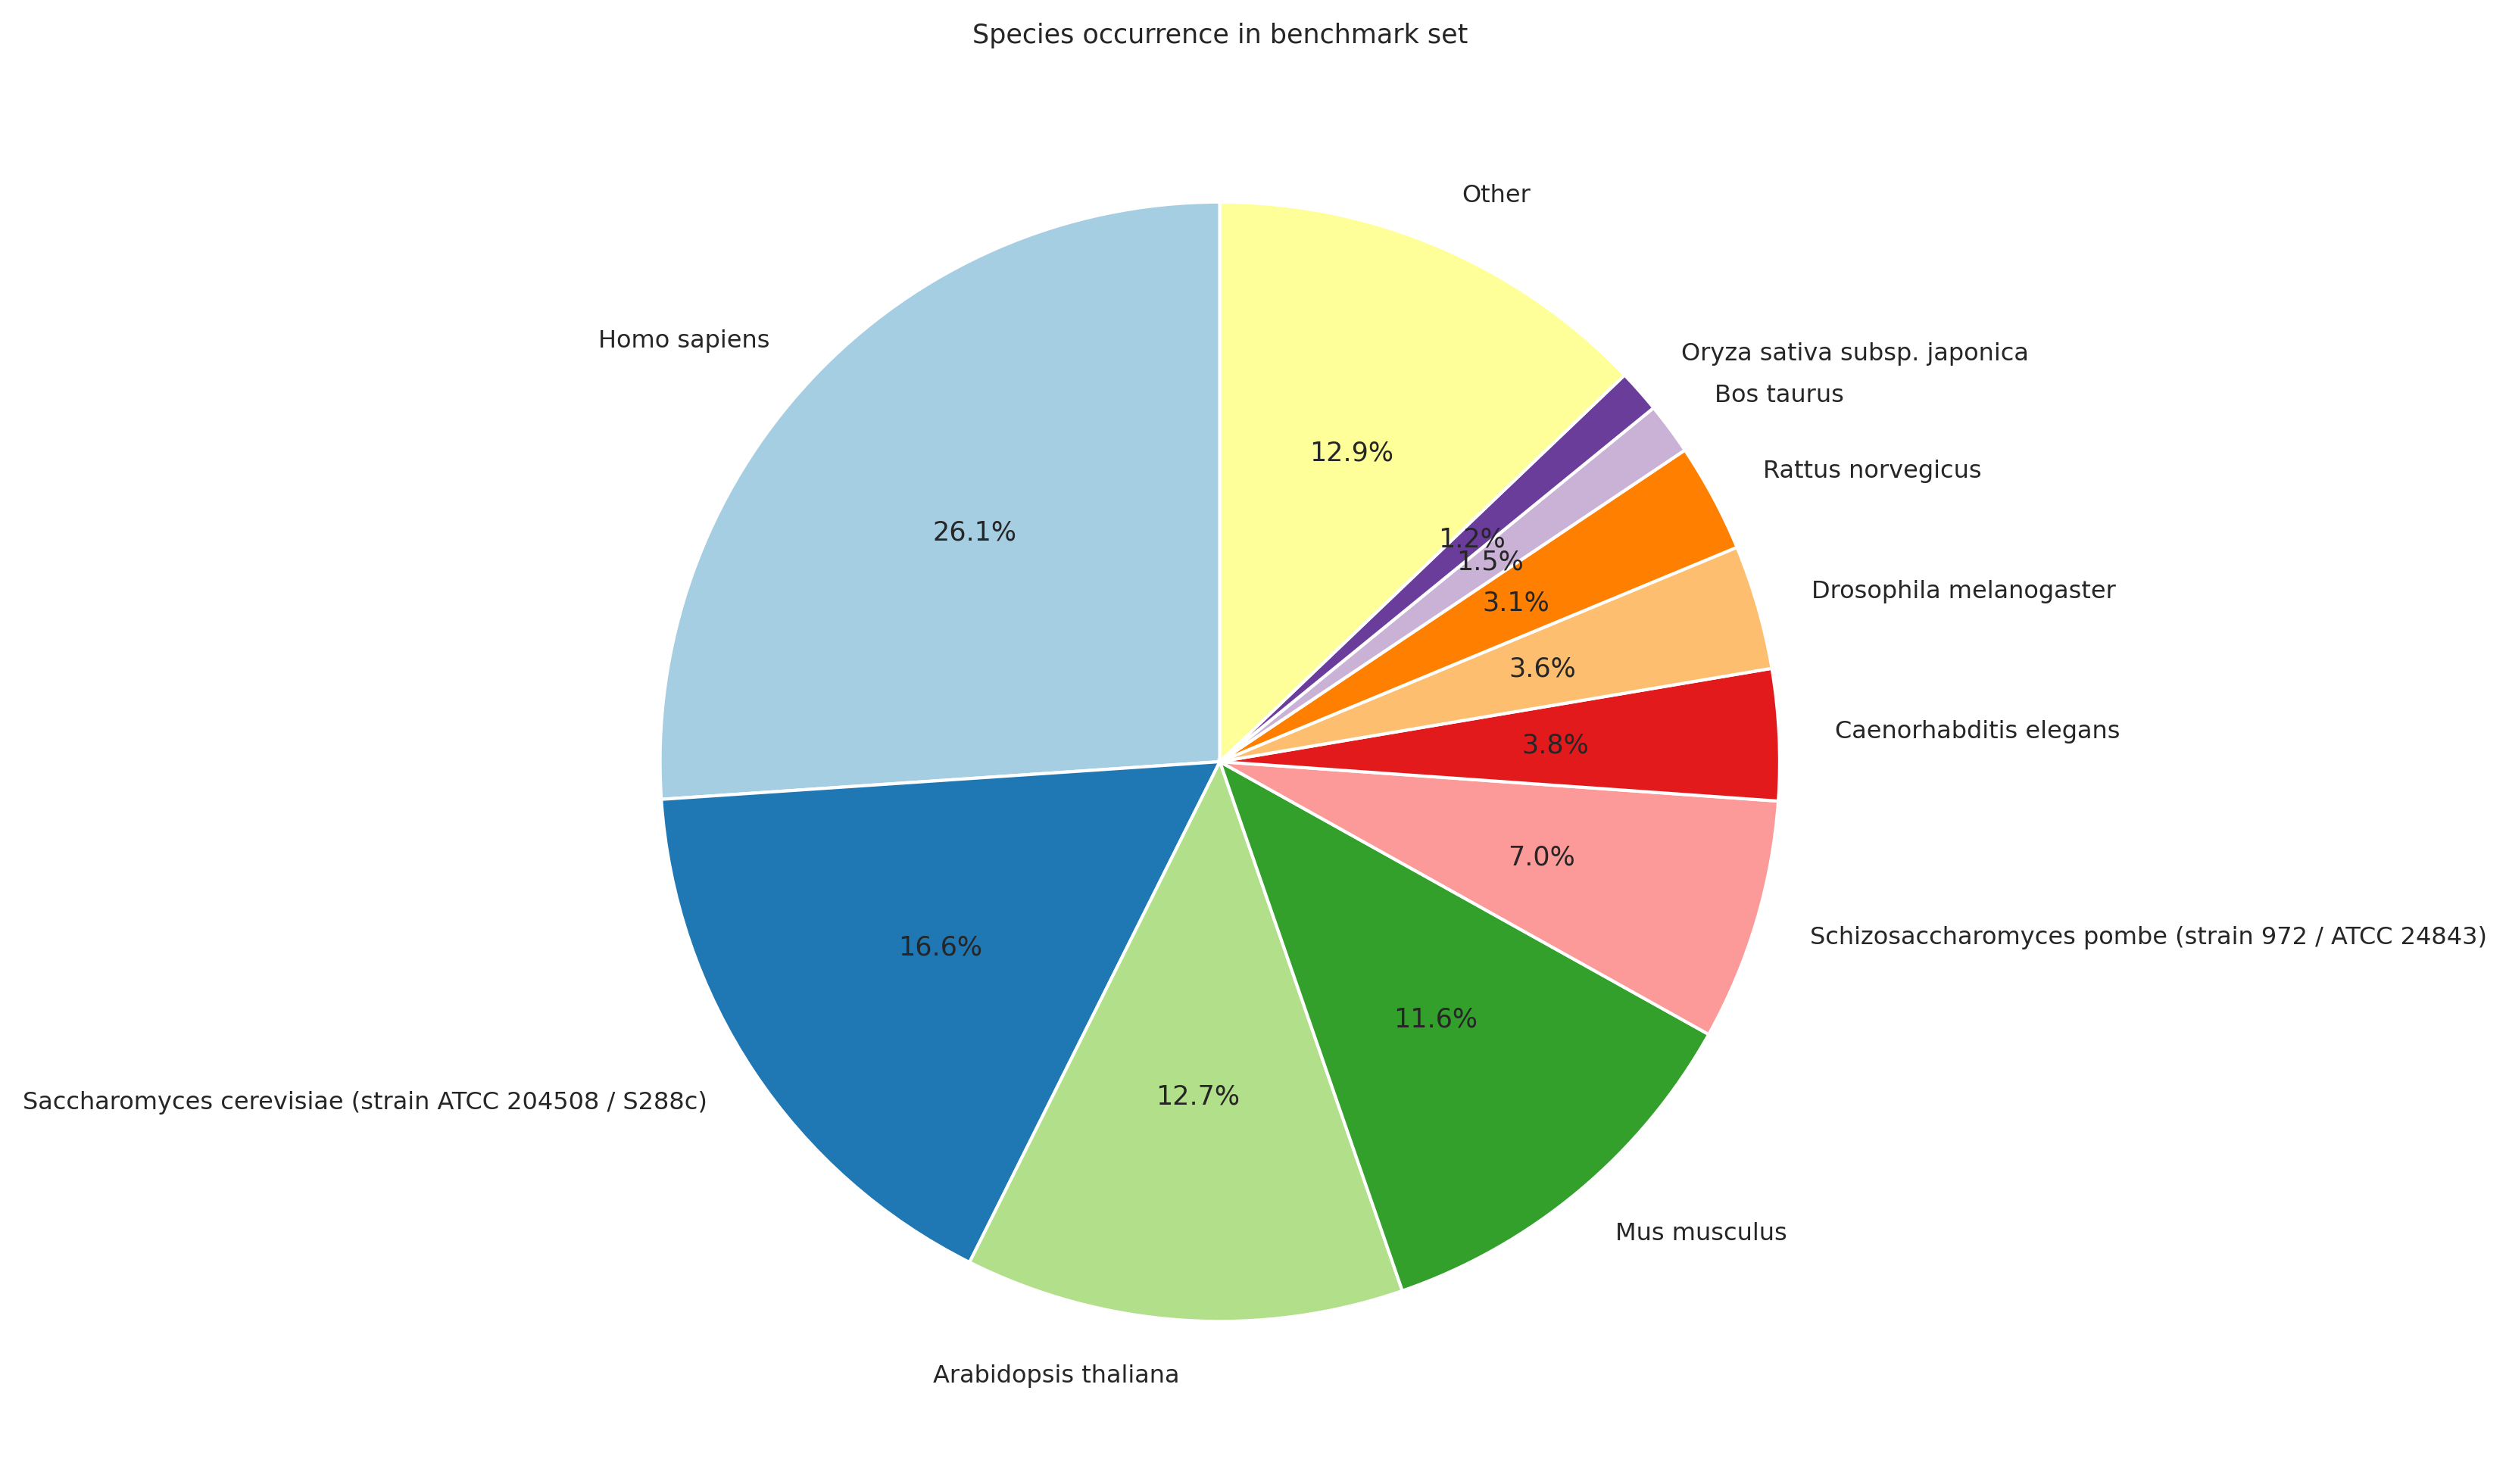 Species occurrence in benchmark set
Other
Homo sapiens
Oryza sativa subsp. japonica
Bos taurus
12.9%
Rattus norvegicus
26.1%
1.2%
1.5%
3.1%
Drosophila melanogaster
3.6%
3.8%
Caenorhabditis elegans
7.0%
16.6%
Schizosaccharomyces pombe (strain 972 / ATCC 24843)
11.6%
12.7%
Saccharomyces cerevisiae (strain ATCC 204508 / S288c)
Mus musculus
Arabidopsis thaliana